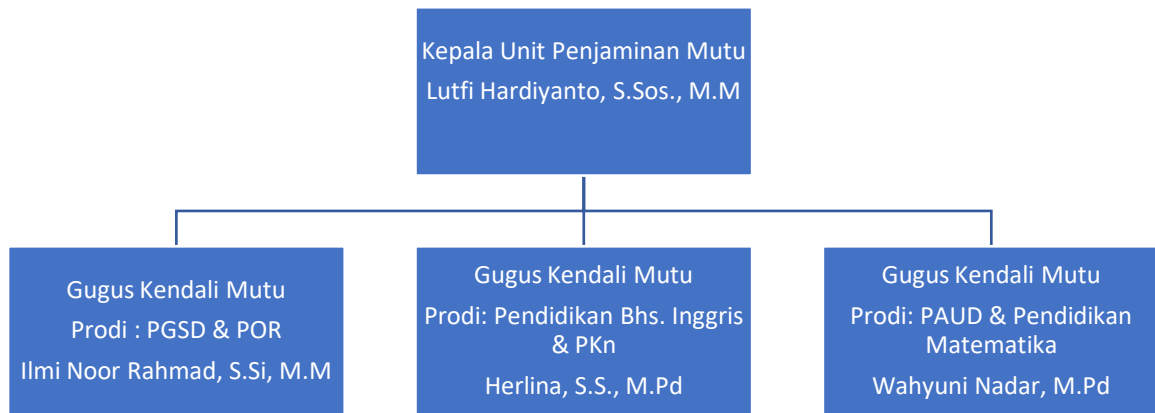 Kepala Unit Penjaminan Mutu
Lutfi Hardiyanto, S.Sos., M.M
Gugus Kendali Mutu
Prodi : PGSD & POR
Ilmi Noor Rahmad, S.Si, M.M
Gugus Kendali Mutu
Prodi: Pendidikan Bhs. Inggris
& PKn
Herlina, S.S., M.Pd
Gugus Kendali Mutu
Prodi: PAUD & Pendidikan
Matematika
Wahyuni Nadar, M.Pd